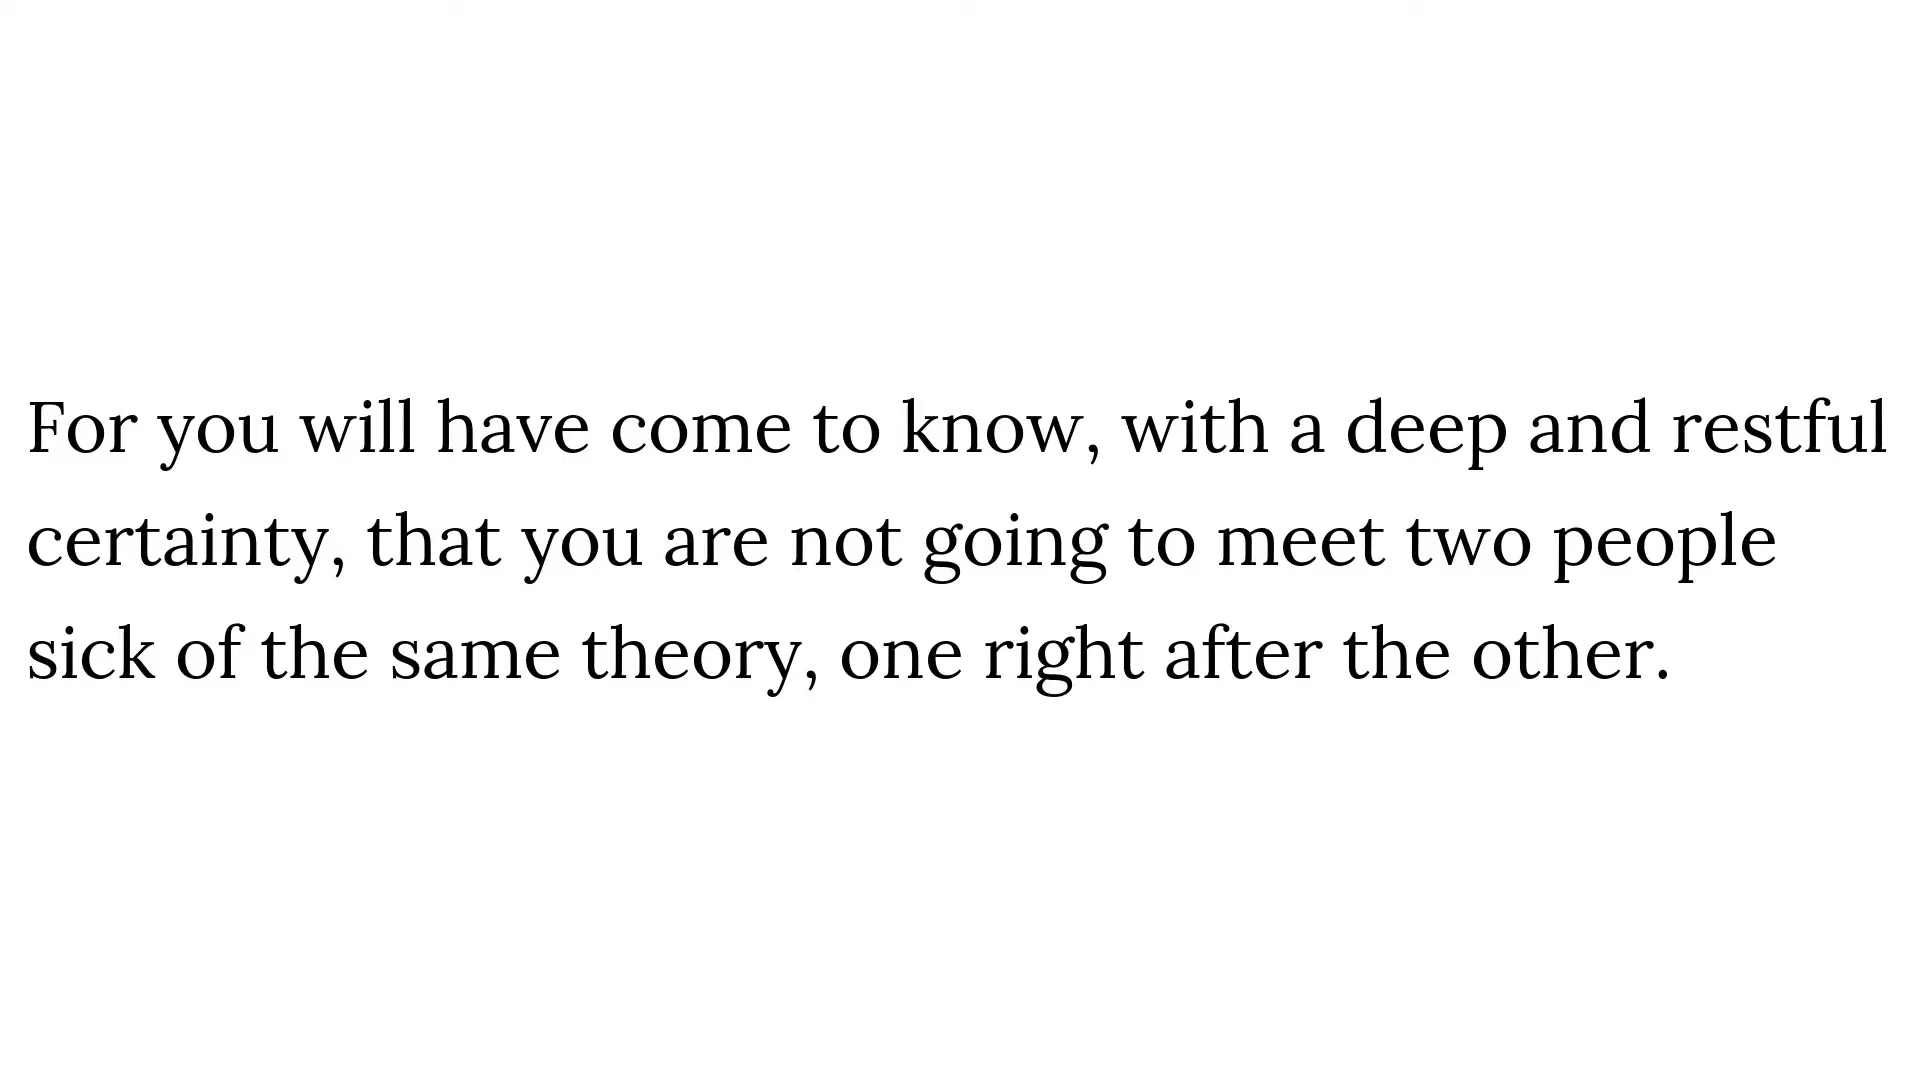 For you will have come to know, with a deep and restful
certainty, that you are not going to meet two people
sick of the same theory, one right after the other.